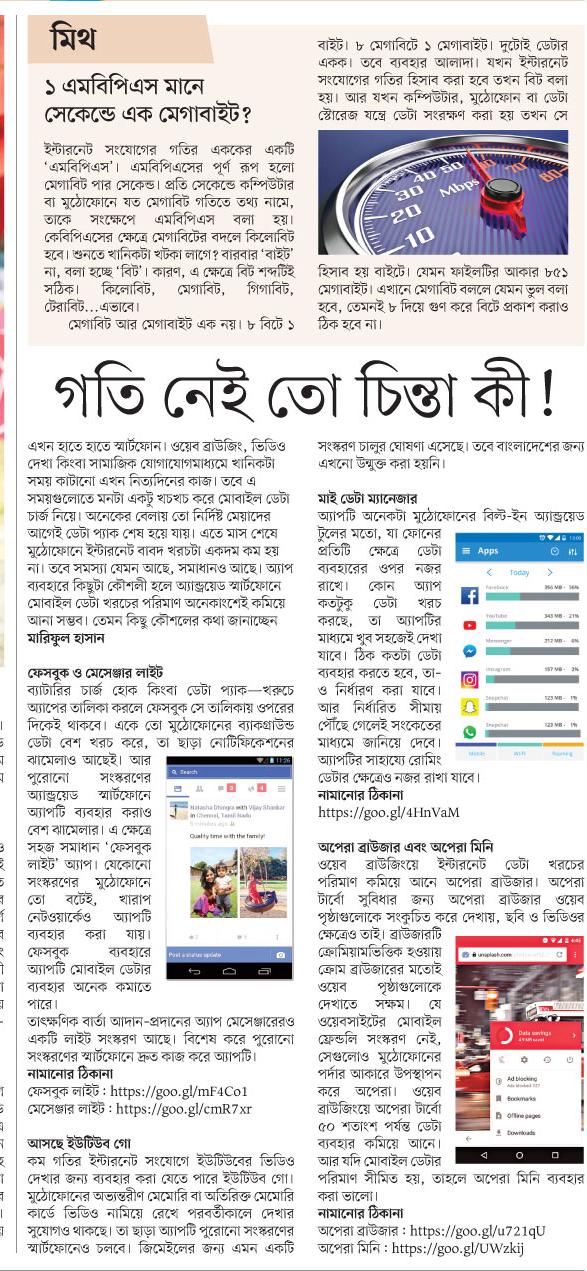 মিথ
১ এমবিপিএস মানে
সেকেন্ডে এক মেগাবাইট?
ইন্টারনেট সংযোগের গতির এককের একটি
‘এমবিপিএস’। এমবিপিএসের পূর্ণ রূপ হলো
মেগাবিট পার সেকেন্ড। প্রতি সেকেন্ডে কম্পিউটার
বা মুঠোফোনে যত মেগাবিট গতিতে তথ্য নামে,
তাকে সংক্ষেপে এমবিপিএস বলা হয়।
কেবিপিএসের ক্ষেত্রে মেগাবিটের বদলে কিলোবিট
হবে। শুনতে খানিকটা খটকা লাগে? বারবার ‘বাইট’
না, বলা হচ্ছে ‘বিট’। কারণ, এ ক্ষেত্রে বিট শব্দটিই
সঠিক। কিলোবিট, মেগাবিট, গিগাবিট,
টেরাবিট...এভাবে।
মেগাবিট আর মেগাবাইট এক নয়। ৮ বিটে ১
বাইট। ৮ মেগাবিটে ১ মেগাবাইট। দুটোই ডেটার
একক। তবে ব্যবহার আলাদা। যখন ইন্টারনেট
সংযোগের গতির হিসাব করা হবে তখন বিট বলা
হয়। আর যখন কম্পিউটার, মুঠোফোন বা ডেটা
স্টোরেজ যন্ত্রে ডেটা সংরক্ষণ করা হয় তখন সে
10
20
30
40
50
60
70
80
Mbps
হিসাব হয় বাইটে। যেমন ফাইলটির আকার ৮৫১
মেগাবাইট। এখানে মেগাবিট বললে যেমন ভুল বলা
হবে, তেমনই ৮ দিয়ে গুণ করে বিটে প্রকাশ করাও
ঠিক হবে না।
গতি নেই তো চিন্তা কী!
এখন হাতে হাতে স্মার্টফোন। ওয়েব ব্রাউজিং, ভিডিও
দেখা কিংবা সামাজিক যোগাযোগমাধ্যমে খানিকটা
সময় কাটানো এখন নিত্যদিনের কাজ। তবে এ
সময়গুলোতে মনটা একটু খচখচ করে মোবাইল ডেটা
চার্জ নিয়ে। অনেকের বেলায় তো নির্দিষ্ট মেয়াদের
আগেই ডেটা প্যাক শেষ হয়ে যায়। এতে মাস শেষে
মুঠোফোনে ইন্টারনেট বাবদ খরচটা একদম কম হয়
না। তবে সমস্যা যেমন আছে, সমাধানও আছে। অ্যাপ
ব্যবহারে কিছুটা কৌশলী হলে অ্যান্ড্রয়েড স্মার্টফোনে
মোবাইল ডেটা খরচের পরিমাণ অনেকাংশেই কমিয়ে
আনা সম্ভব। তেমন কিছু কৌশলের কথা জানাচ্ছেন
মারিফুল হাসান
ফেসবুক ও মেসেঞ্জার লাইট
ব্যাটারির চার্জ হোক কিংবা ডেটা প্যাক—খরুচে
অ্যাপের তালিকা করলে ফেসবুক সে তালিকায় ওপরের
দিকেই থাকবে। একে তো মুঠোফোনের ব্যাকগ্রাউন্ড
ডেটা বেশ খরচ করে, তা ছাড়া নোটিফিকেশনের
ঝামেলাও আছেই। আর
পুরোনো সংস্করণের
অ্যান্ড্রয়েড স্মার্টফোনে
অ্যাপটি ব্যবহার করাও
বেশ ঝামেলার। এ ক্ষেত্রে
সহজ সমাধান ‘ফেসবুক
লাইট’ অ্যাপ। যেকোনো
সংস্করণের মুঠোফোনে
তো বটেই, খারাপ
নেটওয়ার্কেও অ্যাপটি
ব্যবহার করা যায়।
ফেসবুক ব্যবহারে
অ্যাপটি মোবাইল ডেটার
ব্যবহার অনেক কমাতে
পারে।
11:26
Search
Natasha Dhingra with Vijay Shankar
in Chennai, Tamil Nadu
Quality time with the family!
Post a status update
তাৎক্ষণিক বার্তা আদান-প্রদানের অ্যাপ মেসেঞ্জারেরও
একটি লাইট সংস্করণ আছে। বিশেষ করে পুরোনো
সংস্করণের স্মার্টফোনে দ্রুত কাজ করে অ্যাপটি।
নামানোর ঠিকানা
ফেসবুক লাইট : https://goo.gl/mF4Co1
মেসেঞ্জার লাইট : https://goo.gl/cmR7xr
আসছে ইউটিউব গো
কম গতির ইন্টারনেট সংযোগে ইউটিউবের ভিডিও
দেখার জন্য ব্যবহার করা যেতে পারে ইউটিউব গো।
মুঠোফোনের অভ্যন্তরীণ মেমোরি বা অতিরিক্ত মেমোরি
কার্ডে ভিডিও নামিয়ে রেখে পরবর্তীকালে দেখার
সুযোগও থাকছে। তা ছাড়া অ্যাপটি পুরোনো সংস্করণের
স্মার্টফোনেও চলবে। জিমেইলের জন্য এমন একটি
সংস্করণ চালুর ঘোষণা এসেছে। তবে বাংলাদেশের জন্য
এখনো উন্মুক্ত করা হয়নি।
মাই ডেটা ম্যানেজার
অ্যাপটি অনেকটা মুঠোফোনের বিল্ট-ইন অ্যান্ড্রয়েড
টুলের মতো, যা ফোনের
প্রতিটি ক্ষেত্রে ডেটা
ব্যবহারের ওপর নজর
রাখে। কোন অ্যাপ
কতটুকু ডেটা খরচ
করছে, তা অ্যাপটির
মাধ্যমে খুব সহজেই দেখা
যাবে। ঠিক কতটা ডেটা
ব্যবহার করতে হবে, তা-
ও নির্ধারণ করা যাবে।
আর নির্ধারিত সীমায়
পৌঁছে গেলেই সংকেতের
মাধ্যমে জানিয়ে দেবে।
অ্যাপটির সাহায্যে রোমিং
ডেটার ক্ষেত্রেও নজর রাখা যাবে।
Apps
Today
Facebook 356 MB - 56%
YouTube 343 MB - 21%
Messenger 212 MB - 6%
Instagram 157 MB - 2%
Snapchat 123 MB - 1%
Snapchat 123 MB - 1%
Mobile Wi-Fi Roaming
নামানোর ঠিকানা
https://goo.gl/4HnVaM
অপেরা ব্রাউজার এবং অপেরা মিনি
ওয়েব ব্রাউজিংয়ে ইন্টারনেট ডেটা খরচের
পরিমাণ কমিয়ে আনে অপেরা ব্রাউজার। অপেরা
টার্বো সুবিধার জন্য অপেরা ব্রাউজার ওয়েব
পৃষ্ঠাগুলোকে সংকুচিত করে দেখায়, ছবি ও ভিডিওর
ক্ষেত্রেও তাই। ব্রাউজারটি
ক্রোমিয়ামভিত্তিক হওয়ায়
ক্রোম ব্রাউজারের মতোই
ওয়েব পৃষ্ঠাগুলোকে
দেখাতে সক্ষম। যে
ওয়েবসাইটের মোবাইল
ফ্রেন্ডলি সংস্করণ নেই,
সেগুলোও মুঠোফোনের
পর্দার আকারে উপস্থাপন
করে অপেরা। ওয়েব
ব্রাউজিংয়ে অপেরা টার্বো
৫০ শতাংশ পর্যন্ত ডেটা
ব্যবহার কমিয়ে আনে।
আর যদি মোবাইল ডেটার
unsplash.com
Data savings
4.9 MB saved
Ad blocking
Bookmarks
Offline pages
Downloads
পরিমাণ সীমিত হয়, তাহলে অপেরা মিনি ব্যবহার
করা ভালো।
নামানোর ঠিকানা
অপেরা ব্রাউজার : https://goo.gl/u721qU
অপেরা মিনি : https://goo.gl/UWzkij